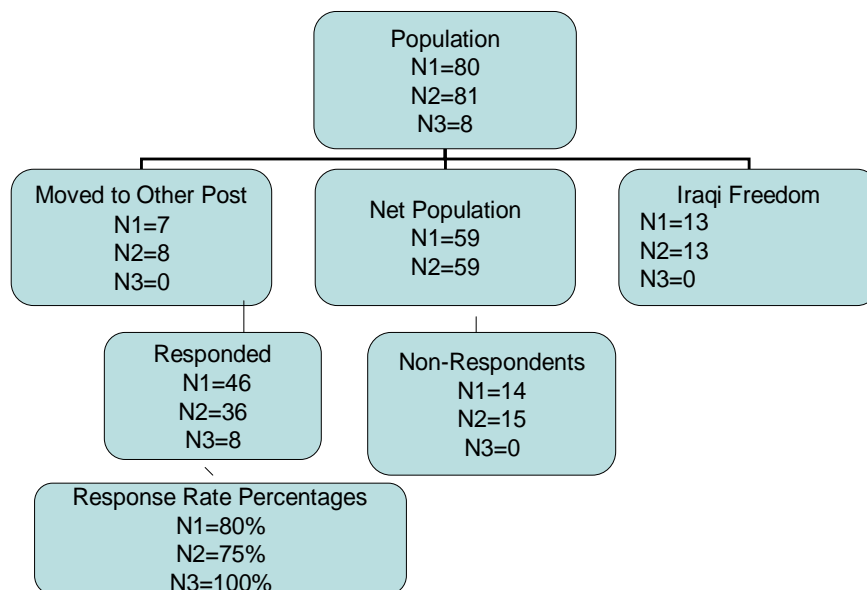 Population
N1=80
N2=81
N3=8
Moved to Other Post
N1=7
N2=8
N3=0
Net Population
N1=59
N2=59
Iraqi Freedom
N1=13
N2=13
N3=0
Responded
N1=46
N2=36
N3=8
Non-Respondents
N1=14
N2=15
N3=0
Response Rate Percentages
N1=80%
N2=75%
N3=100%